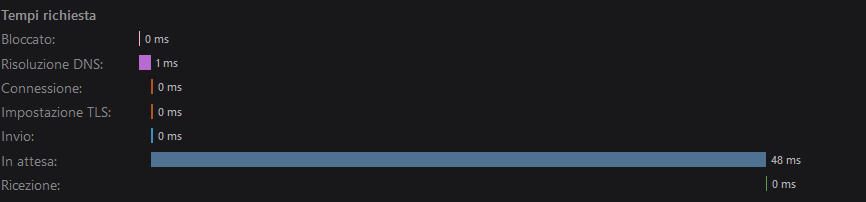 Tempi richiesta
Bloccato: 0 ms
Risoluzione DNS: 1 ms
Connessione: 0 ms
Impostazione TLS: 0 ms
Invio: 0 ms
In attesa: 48 ms
Ricezione: 0 ms